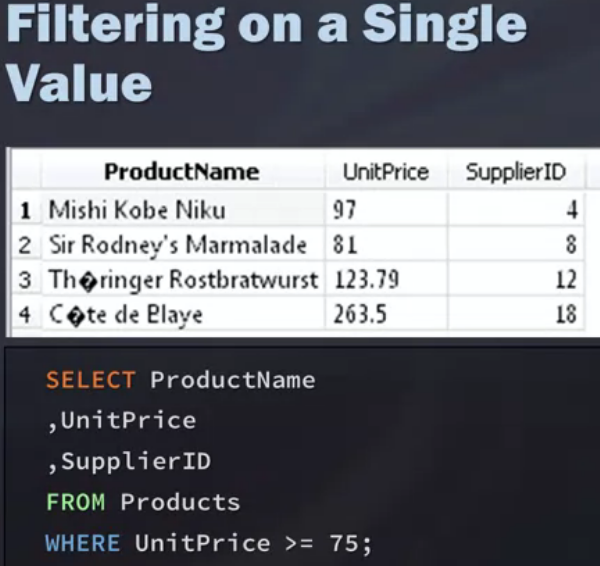 Filtering on a Single
Value
ProductName UnitPrice SupplierID
1 Mishi Kobe Niku 97 4
2 Sir Rodney's Marmalade 81 8
3 Th�ringer Rostbratwurst 123.79 12
4 C�te de Blaye 263.5 18
SELECT ProductName
,UnitPrice
,SupplierID
FROM Products
WHERE UnitPrice >= 75;